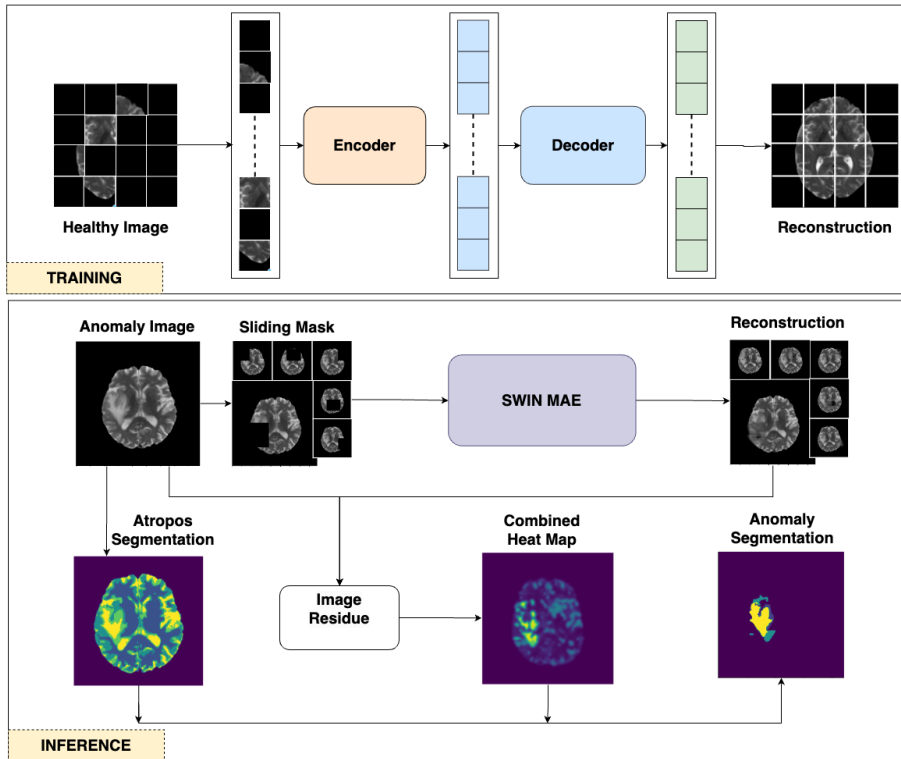 Encoder
Decoder
Healthy Image
Reconstruction
TRAINING
Anomaly Image
Sliding Mask
Reconstruction
SWIN MAE
Atropos
Segmentation
Combined
Heat Map
Anomaly
Segmentation
Image
Residue
INFERENCE